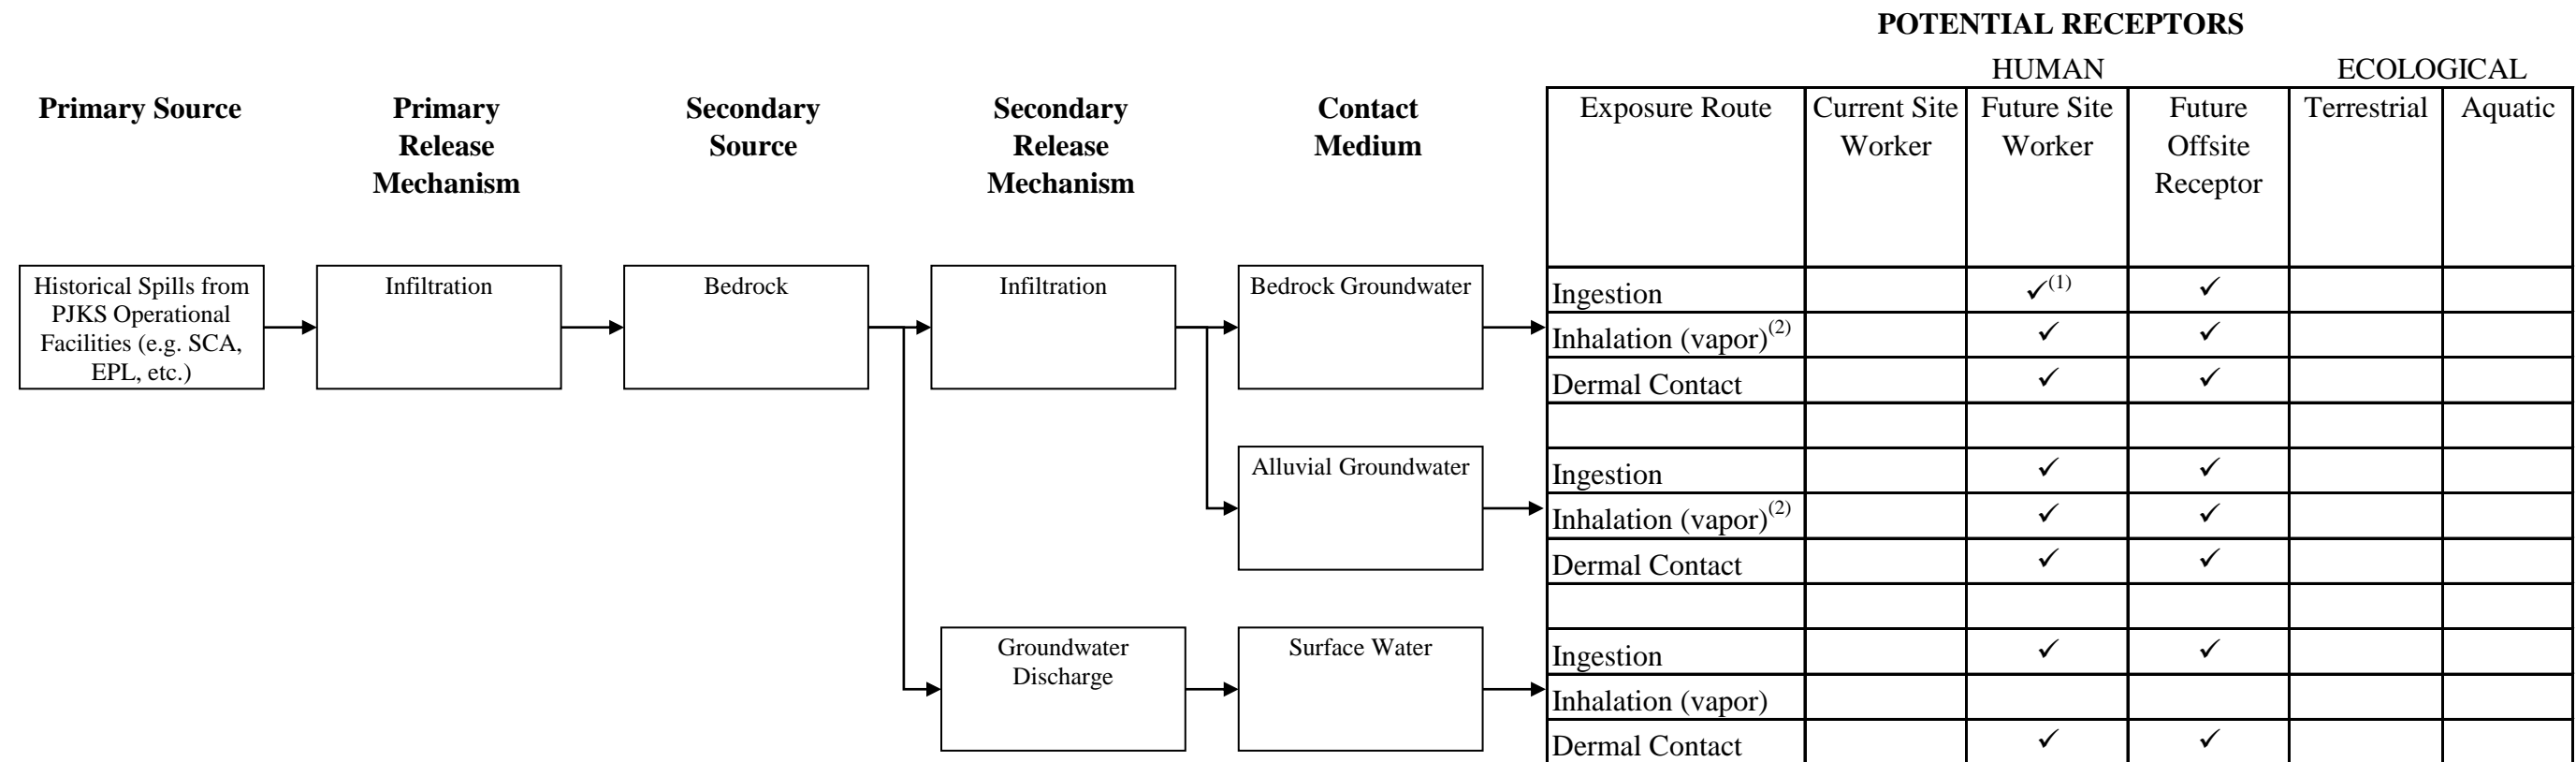 POTENTIAL RECEPTORS
HUMAN
ECOLOGICAL
Primary Source
Primary
Release
Mechanism
Secondary
Source
Secondary
Release
Mechanism
Contact
Medium
Exposure Route
Current Site
Worker
Future Site
Worker
Future
Offsite
Receptor
Terrestrial
Aquatic
Historical Spills from
PJKS Operational
Facilities (e.g. SCA,
EPL, etc.)
Infiltration
Bedrock
Infiltration
Bedrock Groundwater
Ingestion ✓(1) ✓
Inhalation (vapor)(2) ✓ ✓
Dermal Contact ✓ ✓
Alluvial Groundwater
Ingestion ✓ ✓
Inhalation (vapor)(2) ✓ ✓
Dermal Contact ✓ ✓
Groundwater
Discharge
Surface Water
Ingestion ✓ ✓
Inhalation (vapor)
Dermal Contact ✓ ✓